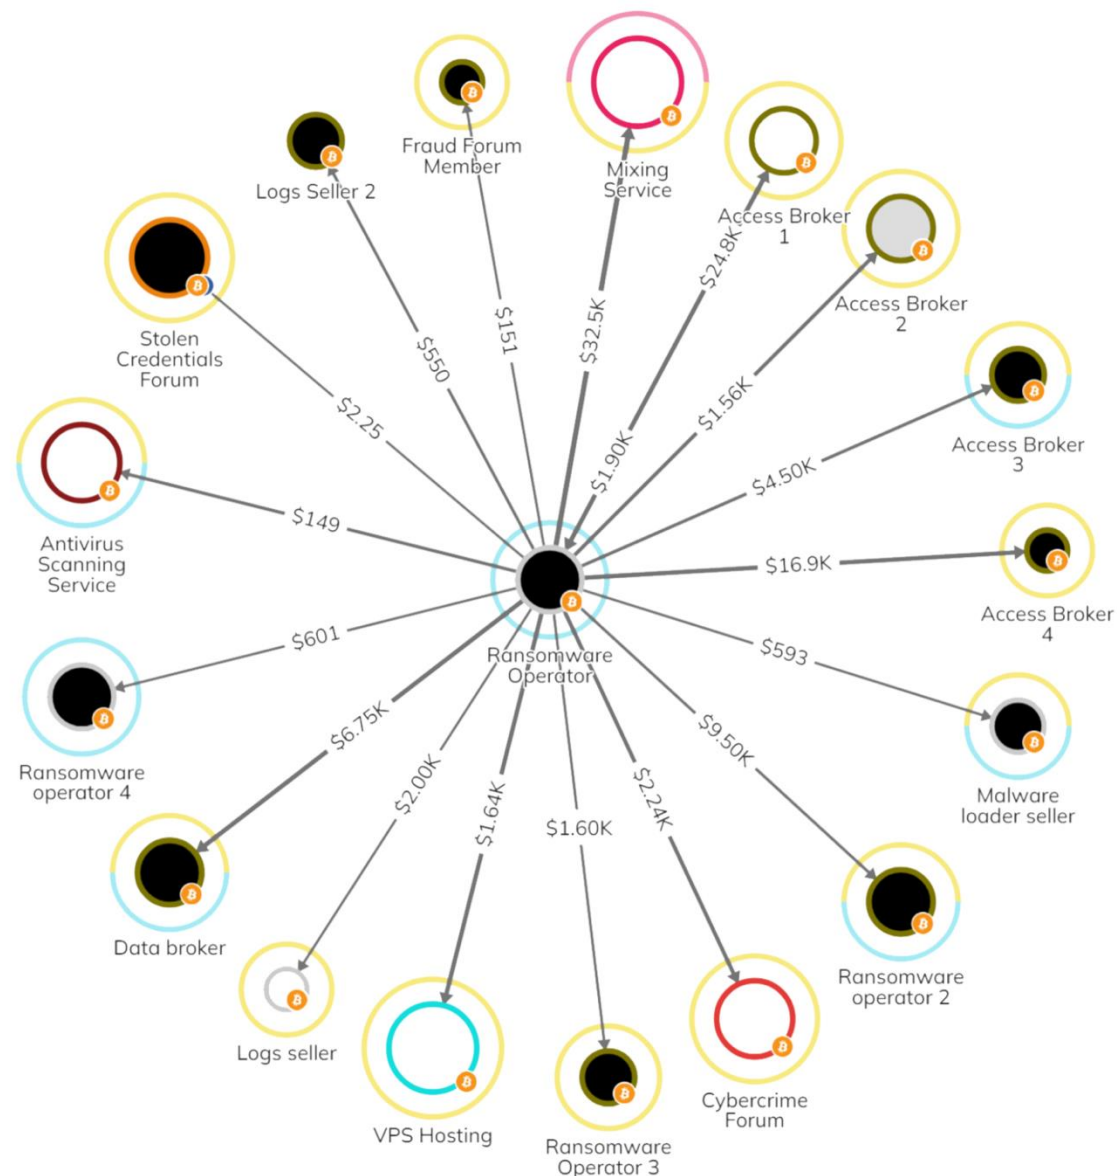 Fraud Forum
Member
Mixing
Service
Logs Seller 2
Access Broker
1
Access Broker
2
Stolen
Credentials
Forum
Access Broker
3
Antivirus
Scanning
Service
Access Broker
4
Ransomware
Operator
Ransomware
operator 4
Malware
loader seller
Data broker
Ransomware
operator 2
Logs seller
VPS Hosting
Ransomware
Operator 3
Cybercrime
Forum
$151
$32.5K
$24.8K
$1.90K
$1.56K
$4.50K
$16.9K
$593
$9.50K
$2.24K
$1.60K
$1.64K
$2.00K
$6.75K
$601
$149
$2.25
$550